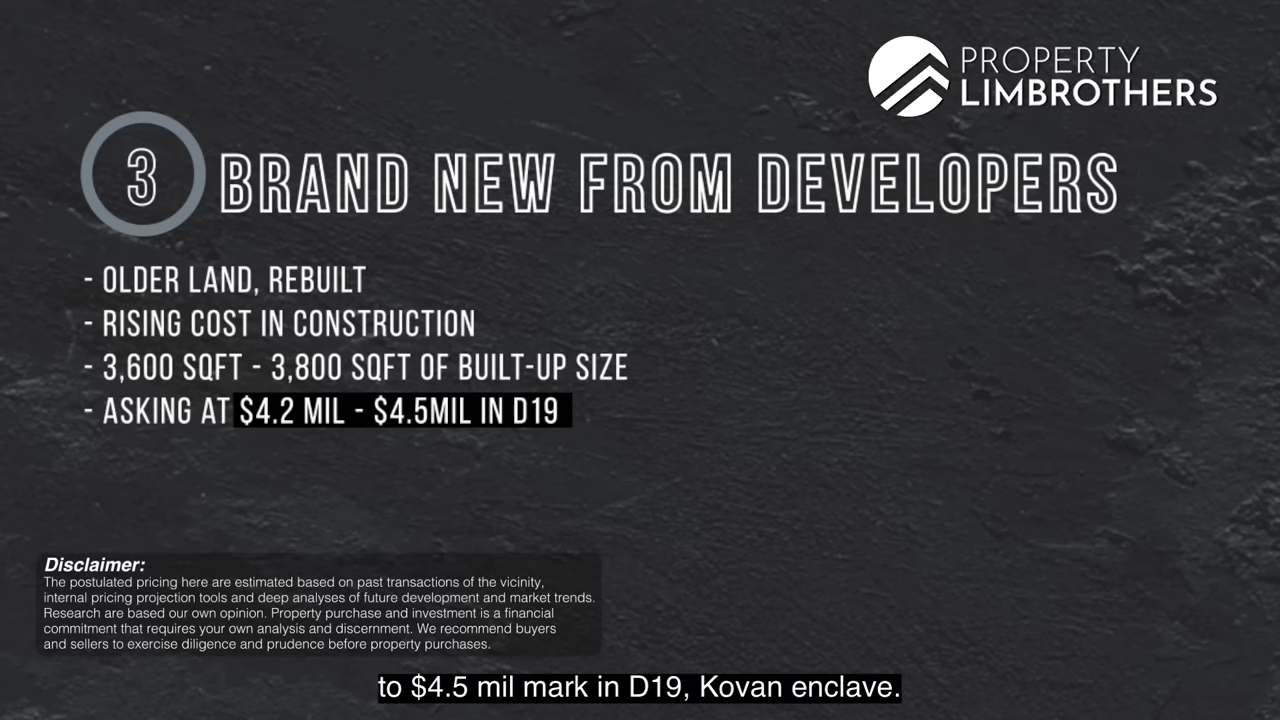 PROPERTY
LIMBROTHERS
3 BRAND NEW FROM DEVELOPERS
- OLDER LAND, REBUILT
- RISING COST IN CONSTRUCTION
- 3,600 SQFT - 3,800 SQFT OF BUILT-UP SIZE
- ASKING AT $4.2 MIL - $4.5MIL IN D19
Disclaimer:
The postulated pricing here are estimated based on past transactions of the vicinity,
internal pricing projection tools and deep analyses of future development and market trends.
Research are based our own opinion. Property purchase and investment is a financial
commitment that requires your own analysis and discernment. We recommend buyers
and sellers to exercise diligence and prudence before property purchases.
to $4.5 mil mark in D19, Kovan enclave.